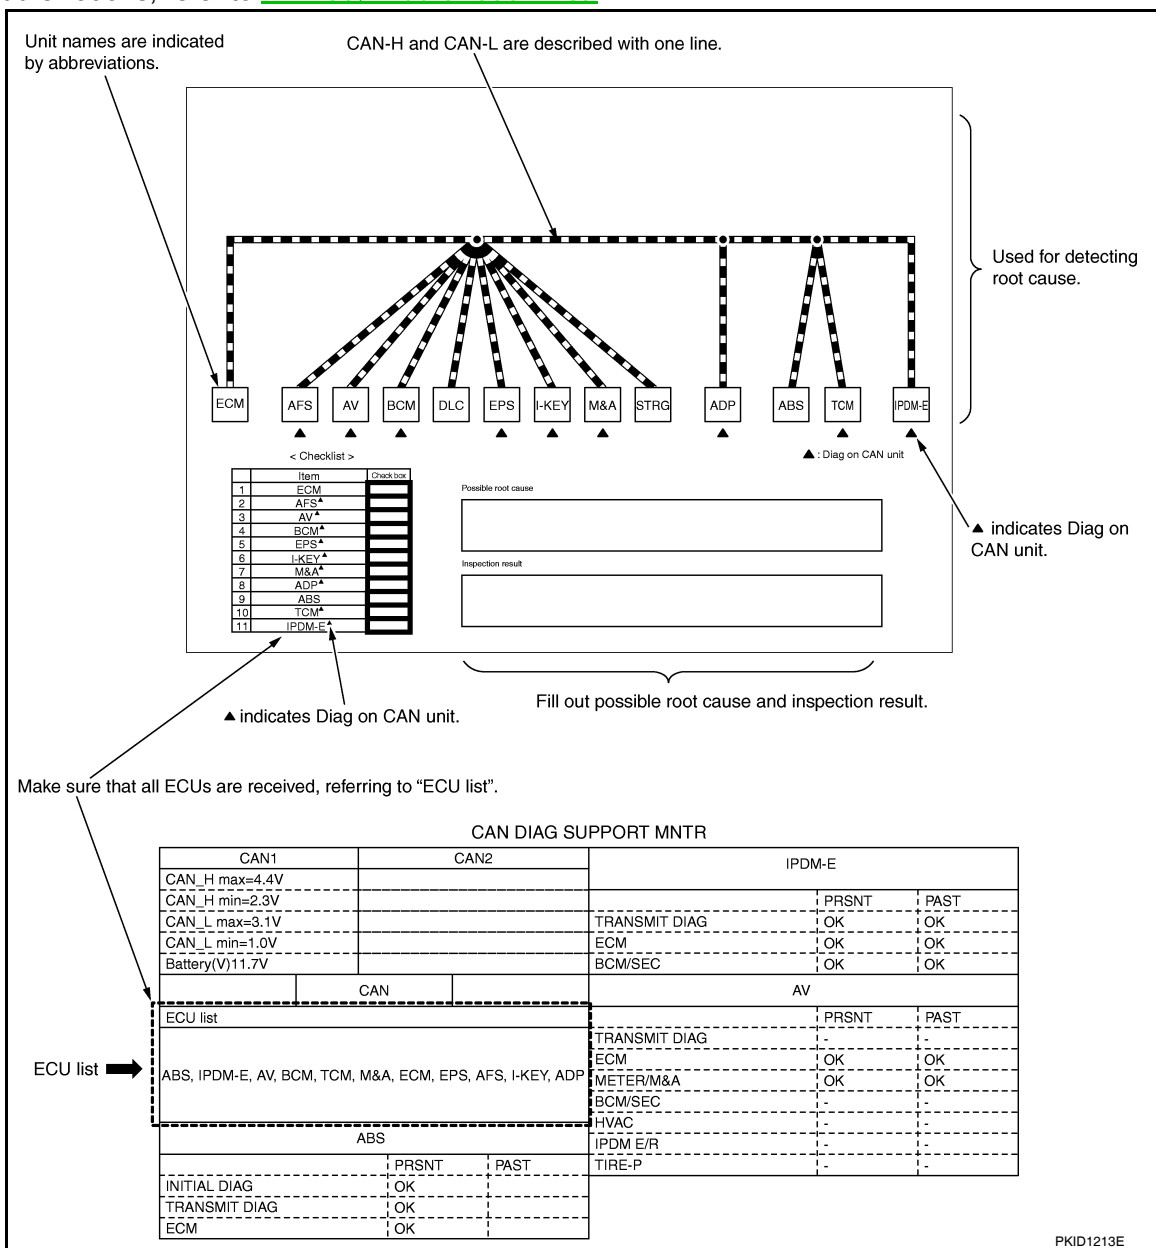 Unit names are indicated
by abbreviations.
CAN-H and CAN-L are described with one line.
Used for detecting
root cause.
ECM
AFS
AV
BCM
DLC
EPS
I-KEY
M&A
STRG
ADP
ABS
TCM
IPDM-E
▲ ▲ ▲ ▲ ▲ ▲ ▲ ▲ ▲
< Checklist >
▲ : Diag on CAN unit
Item Check box
1 ECM
2 AFS▲
3 AV▲
4 BCM▲
5 EPS▲
6 I-KEY▲
7 M&A▲
8 ADP▲
9 ABS
10 TCM▲
11 IPDM-E▲
Possible root cause
Inspection result
▲ indicates Diag on
CAN unit.
Fill out possible root cause and inspection result.
▲ indicates Diag on CAN unit.
Make sure that all ECUs are received, referring to “ECU list”.
CAN DIAG SUPPORT MNTR
CAN1 CAN2
CAN_H max=4.4V
CAN_H min=2.3V
CAN_L max=3.1V
CAN_L min=1.0V
Battery(V)11.7V
CAN
ECU list
ECU list
ABS, IPDM-E, AV, BCM, TCM, M&A, ECM, EPS, AFS, I-KEY, ADP
ABS
PRSNT PAST
INITIAL DIAG OK
TRANSMIT DIAG OK
ECM OK
IPDM-E
PRSNT PAST
TRANSMIT DIAG OK OK
ECM OK OK
BCM/SEC OK OK
AV
PRSNT PAST
TRANSMIT DIAG - -
ECM OK OK
METER/M&A OK OK
BCM/SEC - -
HVAC - -
IPDM E/R - -
TIRE-P - -
PKID1213E